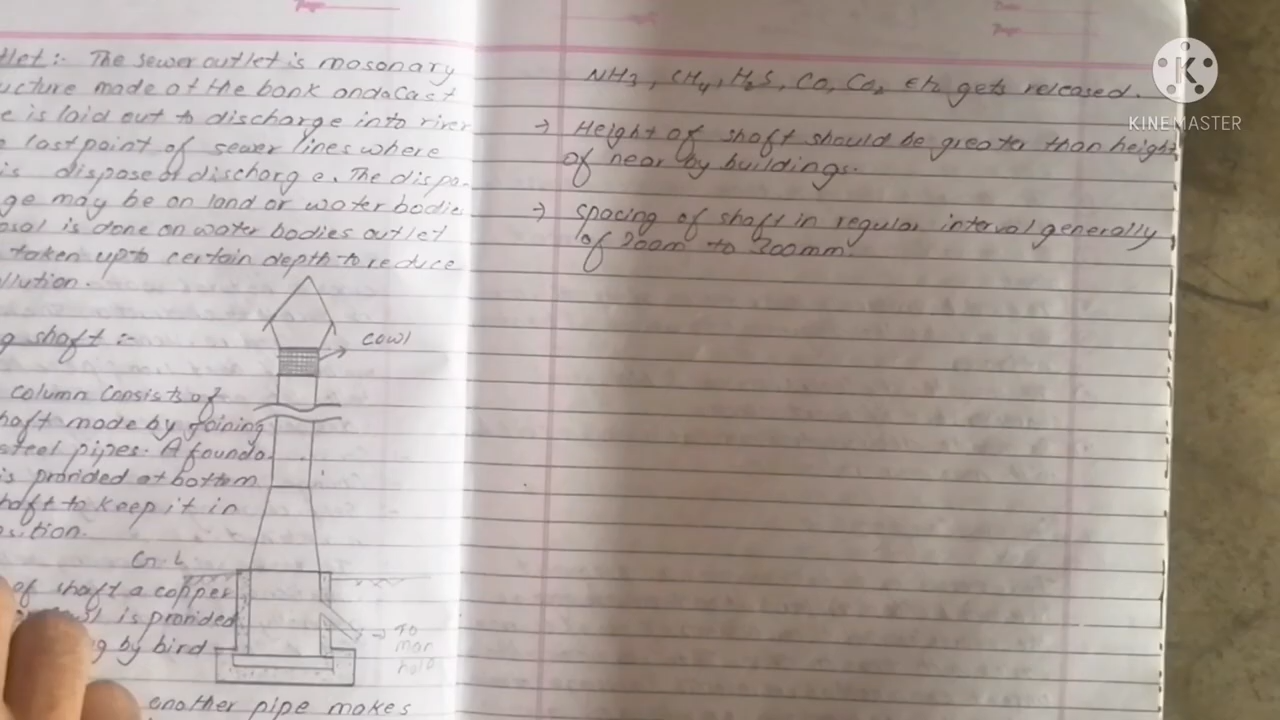 tlet:- The sewer outlet is masonary
ucture made at the bank and a cast
e is laid out to discharge into river
last point of sewer lines where
is dispose of discharge. The dispo-
ge may be on land or water bodies
osal is done on water bodies outlet
taken upto certain depth to reduce
llution.
g shaft :-
cowl
column consists of
haft made by joining
steel pipes. A founda-
is provided at bottom
haft to keep it in
osition.
G.L
of shaft a copper
is provided
g by bird
To
man
hole
another pipe makes
NH3, CH4, H2S, CO, CO2 etc gets released.
→ Height of shaft should be greater than height
of near by buildings.
→ spacing of shaft in regular interval generally
of 200m to 300mm.
KINEMASTER